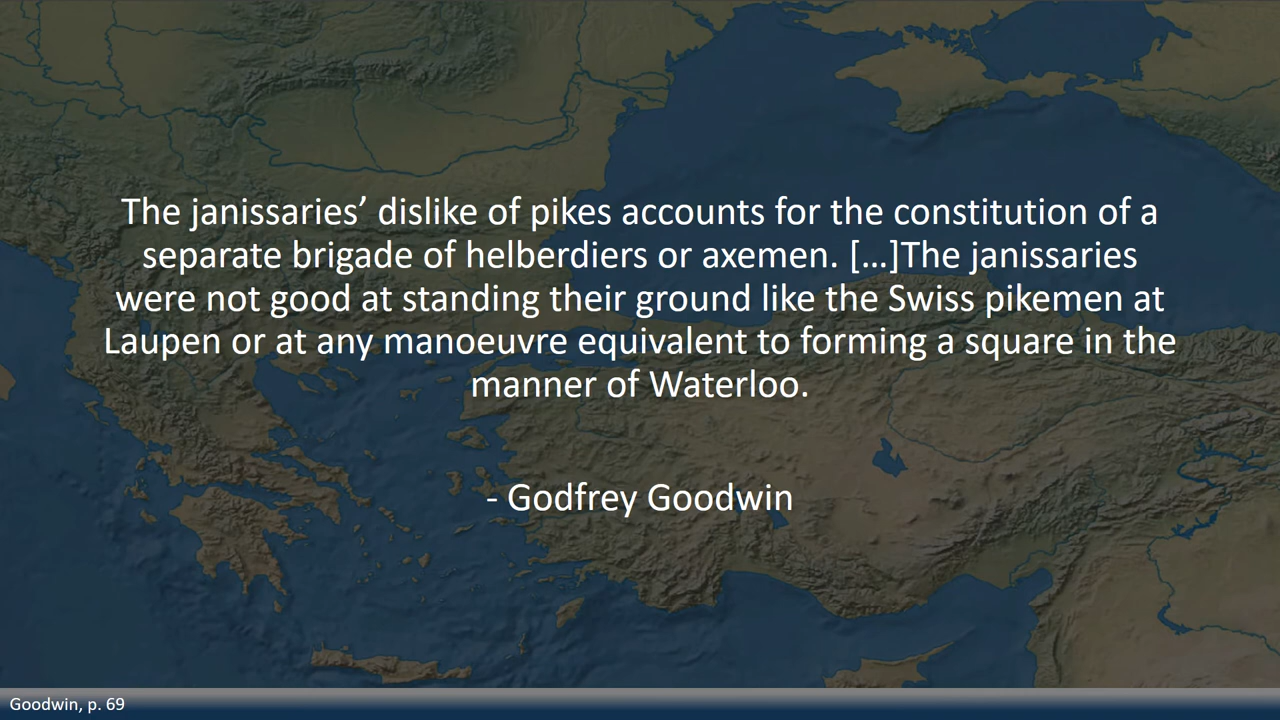 The janissaries’ dislike of pikes accounts for the constitution of a
separate brigade of helberdiers or axemen. […]The janissaries
were not good at standing their ground like the Swiss pikemen at
Laupen or at any manoeuvre equivalent to forming a square in the
manner of Waterloo.
- Godfrey Goodwin
Goodwin, p. 69